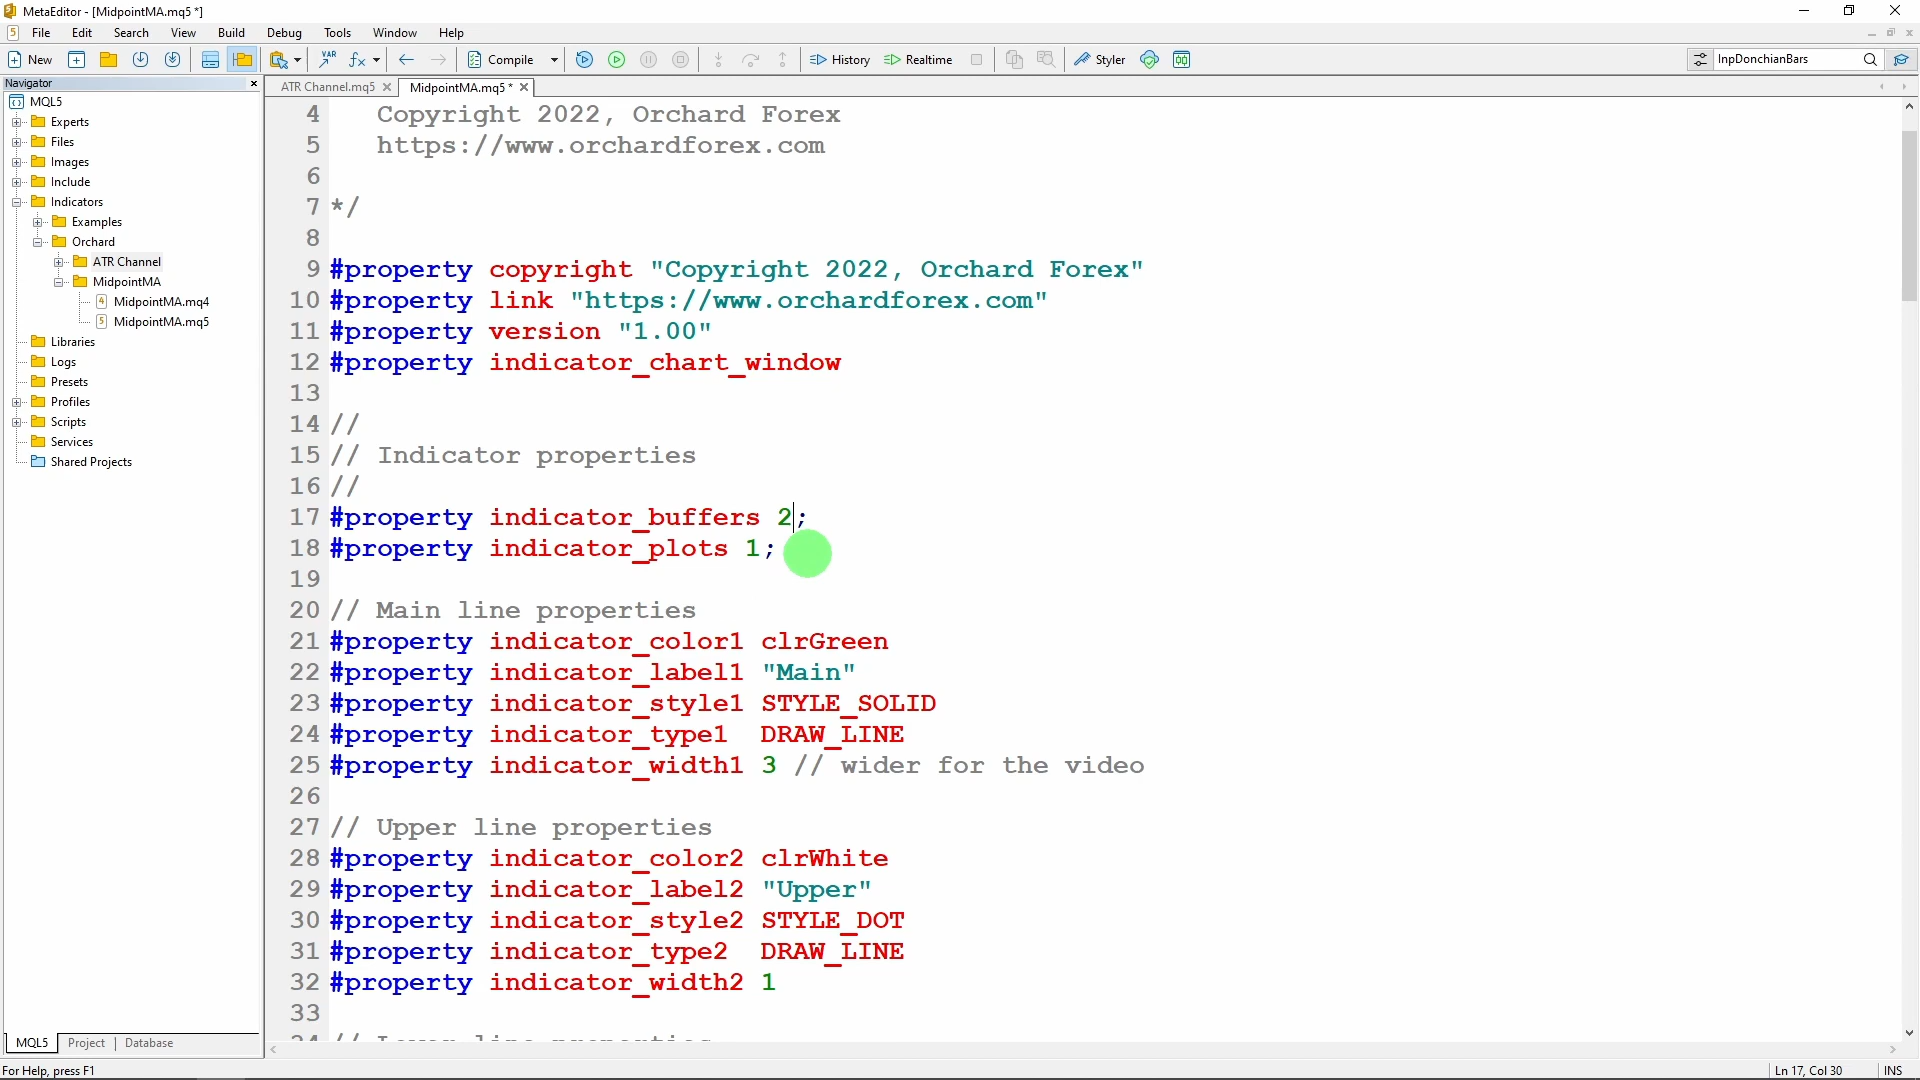 MetaEditor - [MidpointMA.mq5 *]
File Edit Search View Build Debug Tools Window Help
New Compile History Realtime Styler InpDonchianBars
Navigator
ATR Channel.mq5 MidpointMA.mq5 *
MQL5
Experts
Files
Images
Include
Indicators
Examples
Orchard
ATR Channel
MidpointMA
MidpointMA.mq4
MidpointMA.mq5
Libraries
Logs
Presets
Profiles
Scripts
Services
Shared Projects
4 Copyright 2022, Orchard Forex
5 https://www.orchardforex.com
6
7 */
8
9 #property copyright "Copyright 2022, Orchard Forex"
10 #property link "https://www.orchardforex.com"
11 #property version "1.00"
12 #property indicator_chart_window
13
14 //
15 // Indicator properties
16 //
17 #property indicator_buffers 2;
18 #property indicator_plots 1;
19
20 // Main line properties
21 #property indicator_color1 clrGreen
22 #property indicator_label1 "Main"
23 #property indicator_style1 STYLE_SOLID
24 #property indicator_type1 DRAW_LINE
25 #property indicator_width1 3 // wider for the video
26
27 // Upper line properties
28 #property indicator_color2 clrWhite
29 #property indicator_label2 "Upper"
30 #property indicator_style2 STYLE_DOT
31 #property indicator_type2 DRAW_LINE
32 #property indicator_width2 1
33
34 // Lower line properties
MQL5 Project Database
For Help, press F1
Ln 17, Col 30 INS